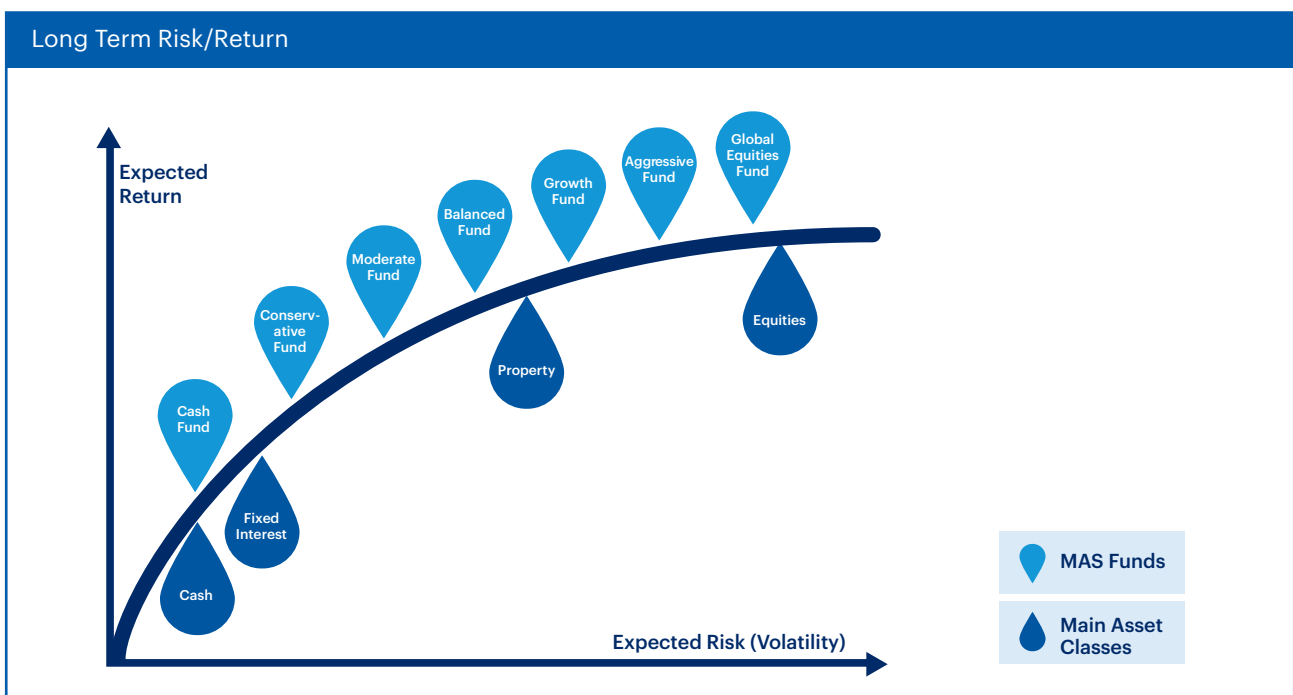 Long Term Risk/Return
Expected
Return
Cash
Fund
Conserv-
ative
Fund
Moderate
Fund
Balanced
Fund
Growth
Fund
Aggressive
Fund
Global
Equities
Fund
Cash
Fixed
Interest
Property
Equities
Expected Risk (Volatility)
MAS Funds
Main Asset
Classes